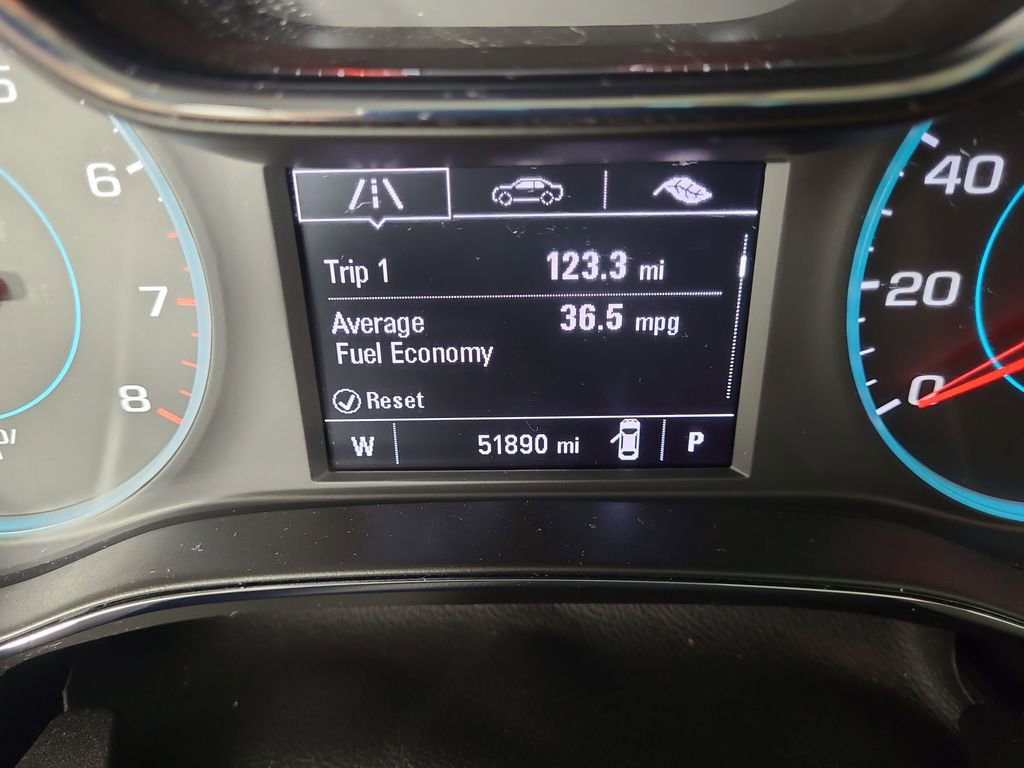 5
6
7
8
Trip 1 123.3 mi
Average 36.5 mpg
Fuel Economy
Reset
W 51890 mi P
40
20
0